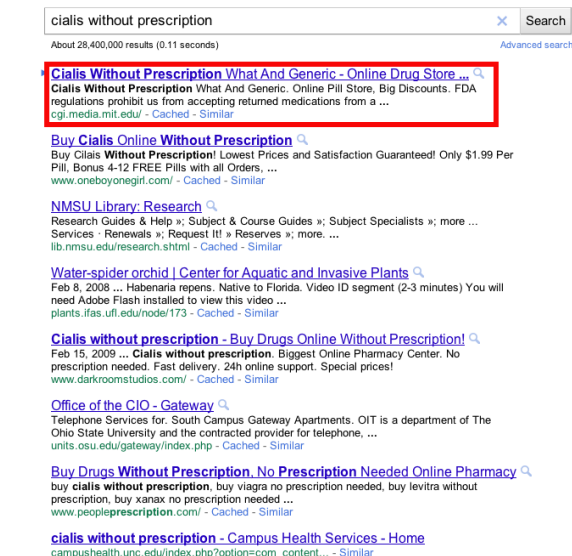 cialis without prescription × Search
About 28,400,000 results (0.11 seconds) Advanced search
Cialis Without Prescription What And Generic - Online Drug Store ...
Cialis Without Prescription What And Generic. Online Pill Store, Big Discounts. FDA
regulations prohibit us from accepting returned medications from a ...
cgi.media.mit.edu/ - Cached - Similar
Buy Cialis Online Without Prescription
Buy Cilais Without Prescription! Lowest Prices and Satisfaction Guaranteed! Only $1.99 Per
Pill, Bonus 4-12 FREE Pills with all Orders, ...
www.oneboyonegirl.com/ - Cached - Similar
NMSU Library: Research
Research Guides & Help »; Subject & Course Guides »; Subject Specialists »; more ...
Services · Renewals »; Request It! » Reserves »; more. ...
lib.nmsu.edu/research.shtml - Cached - Similar
Water-spider orchid | Center for Aquatic and Invasive Plants
Feb 8, 2008 ... Habenaria repens. Native to Florida. Video ID segment (2-3 minutes) You will
need Adobe Flash installed to view this video ...
plants.ifas.ufl.edu/node/173 - Cached - Similar
Cialis without prescription - Buy Drugs Online Without Prescription!
Feb 15, 2009 ... Cialis without prescription. Biggest Online Pharmacy Center. No
prescription needed. Fast delivery. 24h online support. Special prices!
www.darkroomstudios.com/ - Cached - Similar
Office of the CIO - Gateway
Telephone Services for. South Campus Gateway Apartments. OIT is a department of The
Ohio State University and the contracted provider for telephone, ...
units.osu.edu/gateway/index.php - Cached - Similar
Buy Drugs Without Prescription, No Prescription Needed Online Pharmacy
buy cialis without prescription, buy viagra no prescription needed, buy levitra without
prescription, buy xanax no prescription needed ...
www.peopleprescription.com/ - Cached - Similar
cialis without prescription - Campus Health Services - Home
campushealth.unc.edu/index.php?option=com_content... - Similar